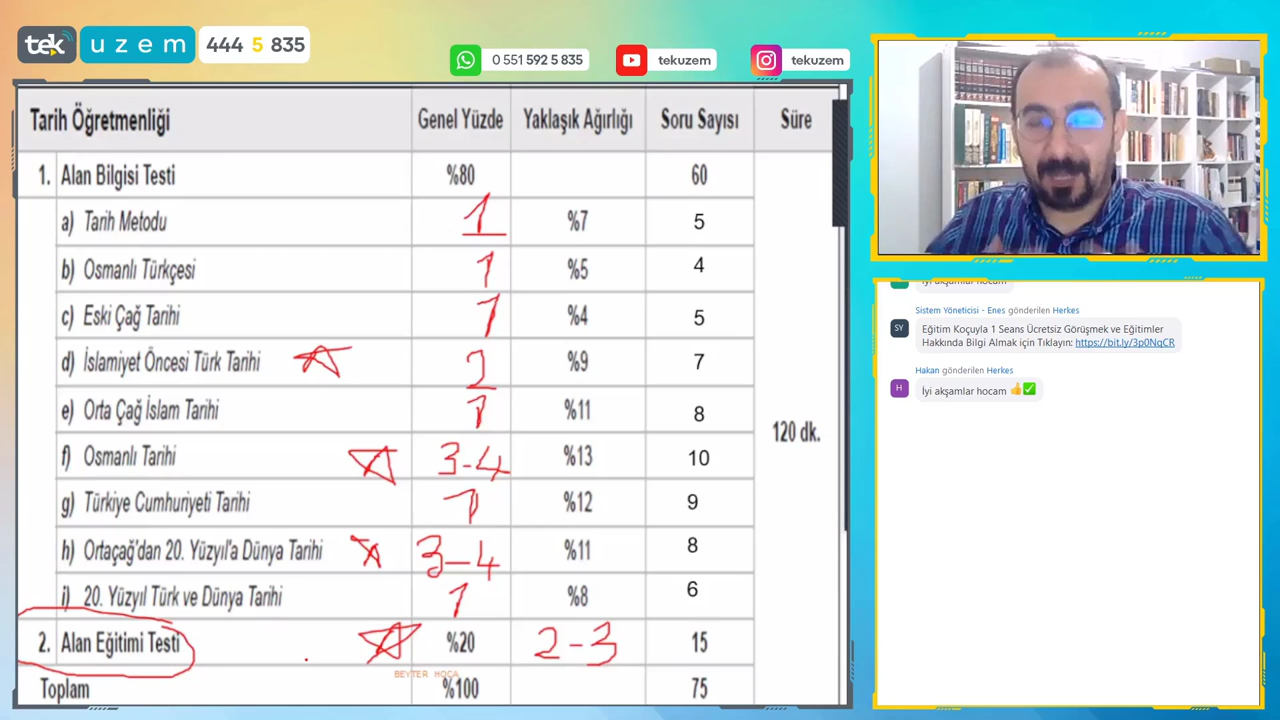 tek uzem 444 5 835
0 551 592 5 835 tekuzem tekuzem
Tarih Öğretmenliği Genel Yüzde Yaklaşık Ağırlığı Soru Sayısı Süre
1. Alan Bilgisi Testi %80 60
a) Tarih Metodu 1 %7 5
b) Osmanlı Türkçesi 1 %5 4
c) Eski Çağ Tarihi 1 %4 5
d) İslamiyet Öncesi Türk Tarihi 2 %9 7
e) Orta Çağ İslam Tarihi 1 %11 8
f) Osmanlı Tarihi 3-4 %13 10
120 dk.
g) Türkiye Cumhuriyeti Tarihi 1 %12 9
h) Ortaçağ'dan 20. Yüzyıl'a Dünya Tarihi 3-4 %11 8
i) 20. Yüzyıl Türk ve Dünya Tarihi 1 %8 6
2. Alan Eğitimi Testi %20 2-3 15
BEYTER HOCA
Toplam %100 75
İyi akşamlar hocam
Sistem Yöneticisi - Enes gönderilen Herkes
SY
Eğitim Koçuyla 1 Seans Ücretsiz Görüşmek ve Eğitimler
Hakkında Bilgi Almak için Tıklayın: https://bit.ly/3p0NqCR
Hakan gönderilen Herkes
H İyi akşamlar hocam 👍✅